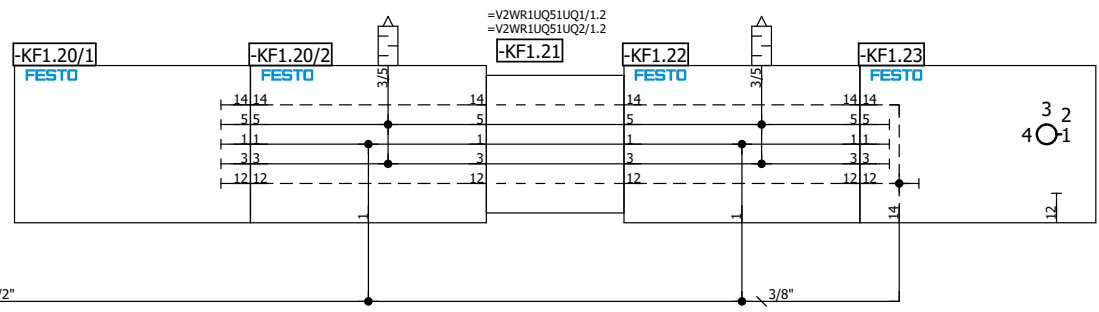 =V2WR1UQ51UQ1/1.2
=V2WR1UQ51UQ2/1.2
-KF1.20/1
-KF1.20/2
-KF1.21
-KF1.22
-KF1.23
FESTO
FESTO
FESTO
FESTO
3/5
3/5
14 14 14 14 14 14
5 5 5 5 5 5
1 1 1 1 1 1
3 3 3 3 3 3
12 12 12 12 12 12
3
2
4
1
1
1
14
12
/2"
3/8"